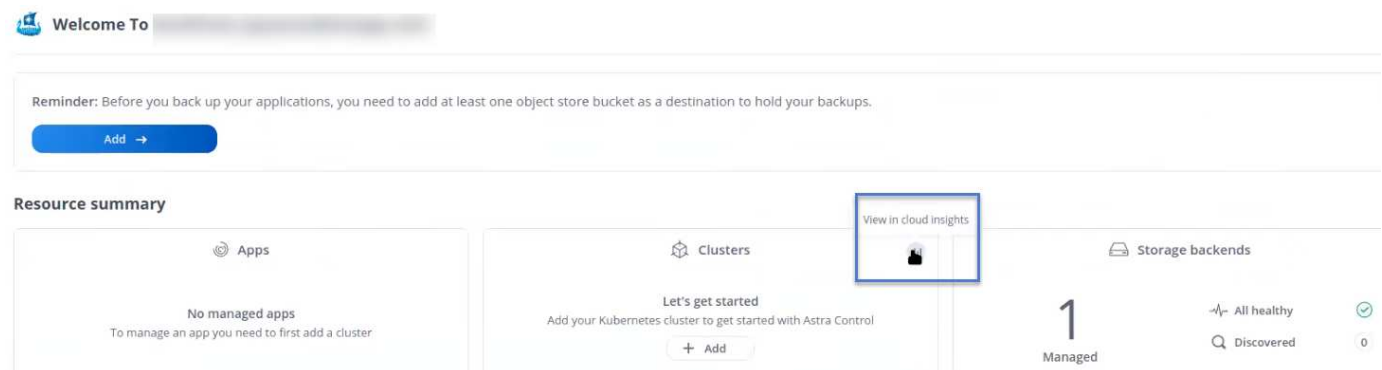 Welcome To
Reminder: Before you back up your applications, you need to add at least one object store bucket as a destination to hold your backups.
Add →
Resource summary
View in cloud insights
Apps
No managed apps
To manage an app you need to first add a cluster
Clusters
Let's get started
Add your Kubernetes cluster to get started with Astra Control
+ Add
Storage backends
1
Managed
All healthy
Discovered 0